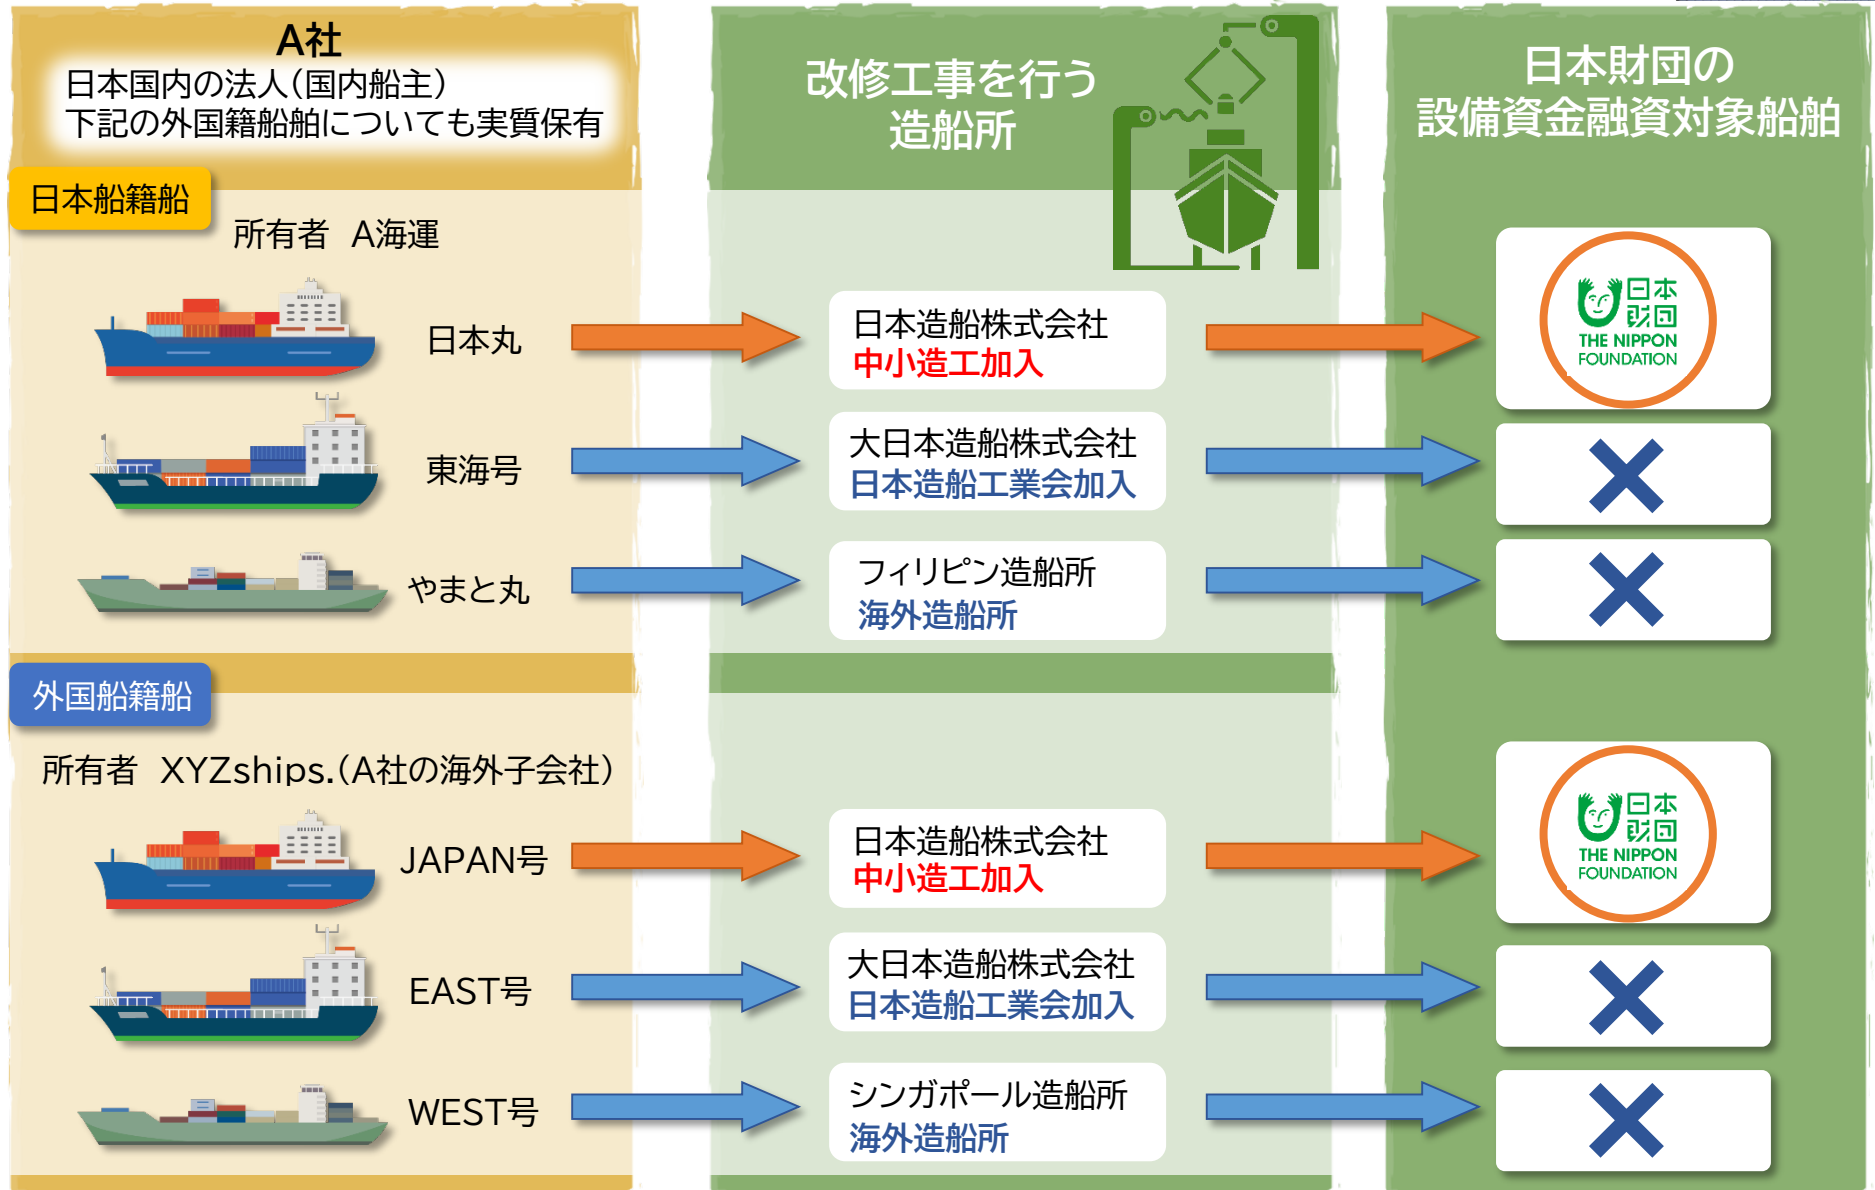 A社
日本国内の法人(国内船主)
下記の外国籍船舶についても実質保有
改修工事を行う
造船所
日本財団の
設備資金融資対象船舶
日本船籍船
所有者 A海運
日本丸
日本造船株式会社
中小造工加入
日本
財団
THE NIPPON
FOUNDATION
東海号
大日本造船株式会社
日本造船工業会加入
やまと丸
フィリピン造船所
海外造船所
外国船籍船
所有者 XYZships.(A社の海外子会社)
JAPAN号
日本造船株式会社
中小造工加入
日本
財団
THE NIPPON
FOUNDATION
EAST号
大日本造船株式会社
日本造船工業会加入
WEST号
シンガポール造船所
海外造船所